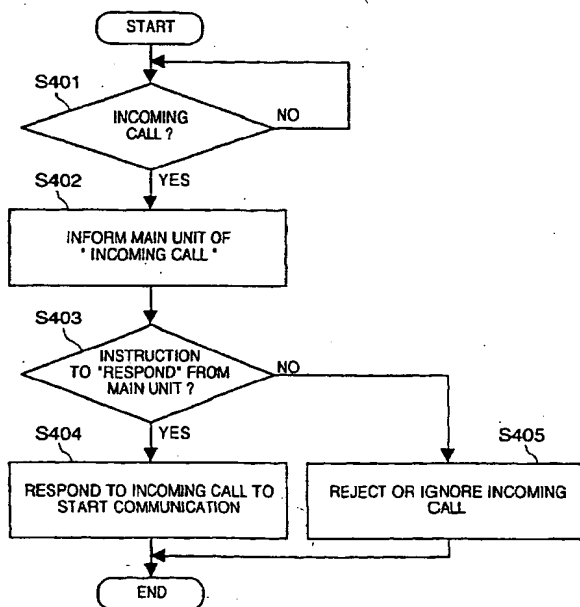 START
S401
INCOMING
CALL ?
NO
YES
S402
INFORM MAIN UNIT OF
" INCOMING CALL "
S403
INSTRUCTION
TO "RESPOND" FROM
MAIN UNIT ?
NO
YES
S404
RESPOND TO INCOMING CALL TO
START COMMUNICATION
S405
REJECT OR IGNORE INCOMING
CALL
END